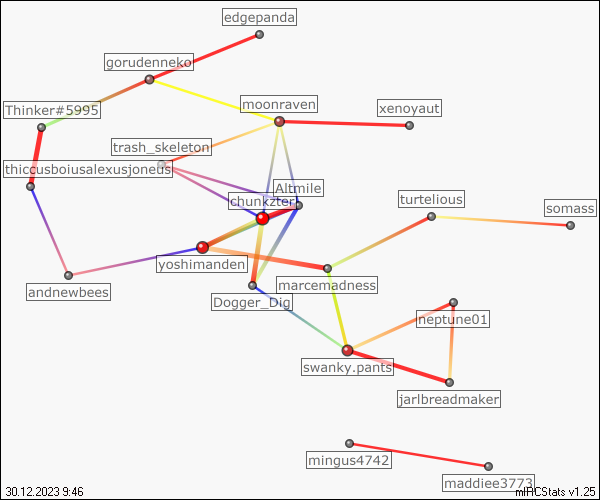 edgepanda
gorudenneko
moonraven
xenoyaut
Thinker#5995
trash_skeleton
thiccusboiusalexusjoneus
Altmile
chunkzter
turtelious
somass
yoshimanden
marcemadness
andnewbees
Dogger_Dig
neptune01
swanky.pants
jarlbreadmaker
mingus4742
maddiee3773
30.12.2023 9:46
mIRCStats v1.25